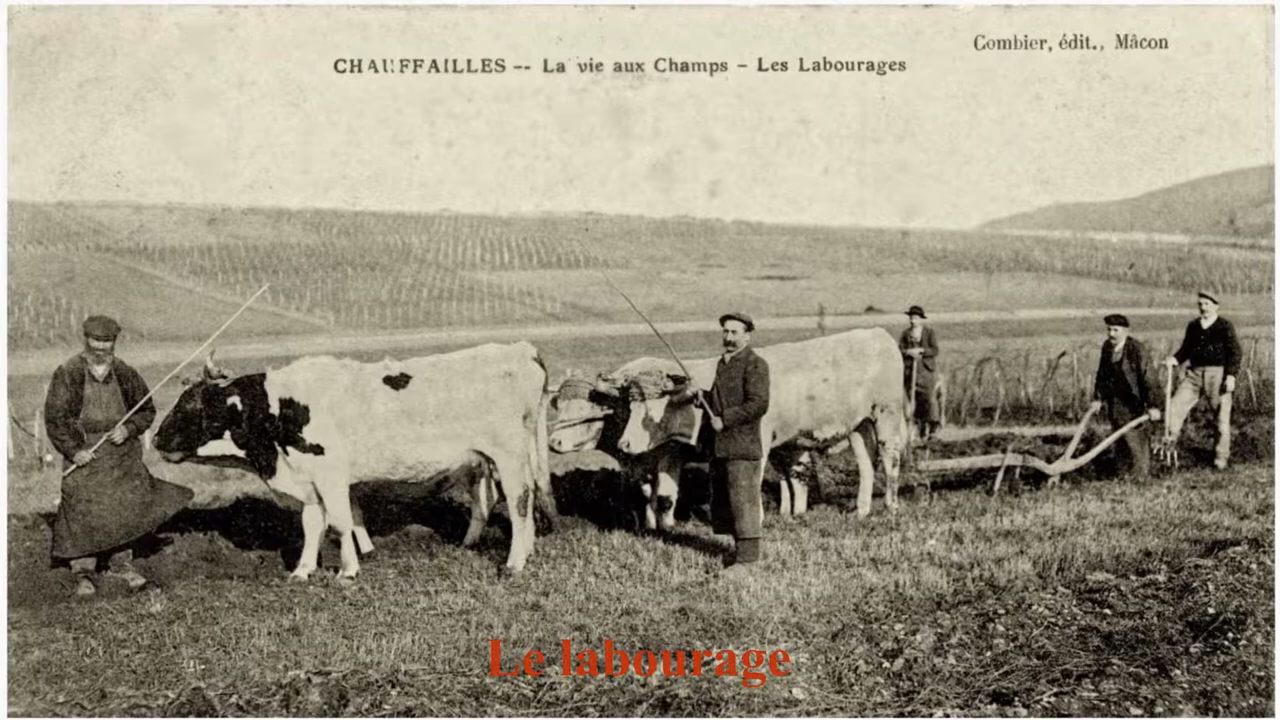 Combier, édit., Mâcon
CHAUFFAILLES -- La vie aux Champs – Les Labourages
Le labourage